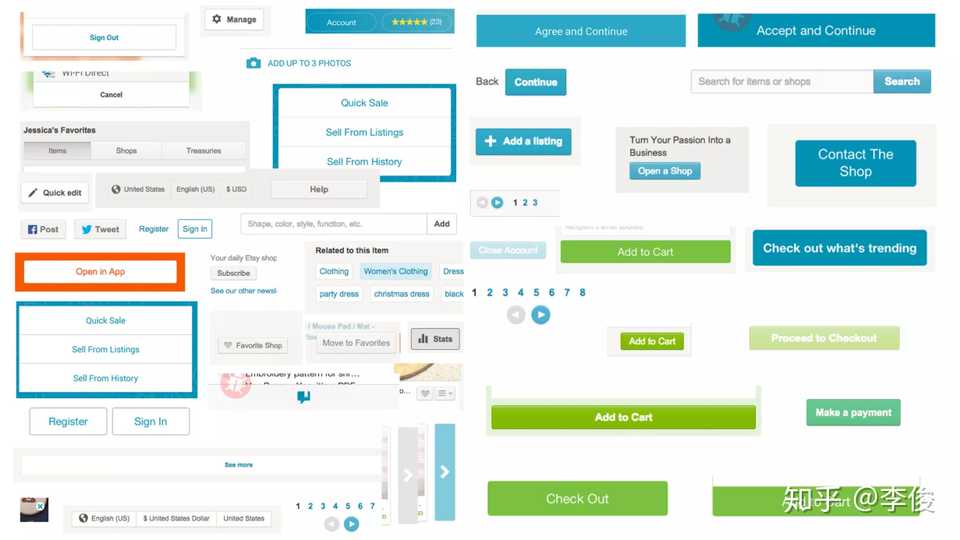 Sign Out
Manage
Account
(23)
Wi-Fi Direct
Cancel
ADD UP TO 3 PHOTOS
Quick Sale
Sell From Listings
Sell From History
Jessica's Favorites
Items
Shops
Treasuries
Quick edit
United States
English (US)
$ USD
Help
Post
Tweet
Register
Sign In
Shape, color, style, function, etc.
Add
Open in App
Your daily Etsy shop
Subscribe
See our other newsl
Related to this item
Clothing
Women's Clothing
Dress
party dress
christmas dress
black
Quick Sale
Sell From Listings
Sell From History
Favorite Shop
Move to Favorites
Stats
Embroidery pattern for shr...
Register
Sign In
See more
English (US)
$ United States Dollar
United States
1 2 3 4 5 6 7
Agree and Continue
Accept and Continue
Back
Continue
Search for items or shops
Search
Add a listing
Turn Your Passion Into a
Business
Open a Shop
Contact The
Shop
1 2 3
Close Account
Add to Cart
Check out what's trending
1 2 3 4 5 6 7 8
Add to Cart
Proceed to Checkout
Add to Cart
Make a payment
Check Out
Add to Cart
知乎 @李俊